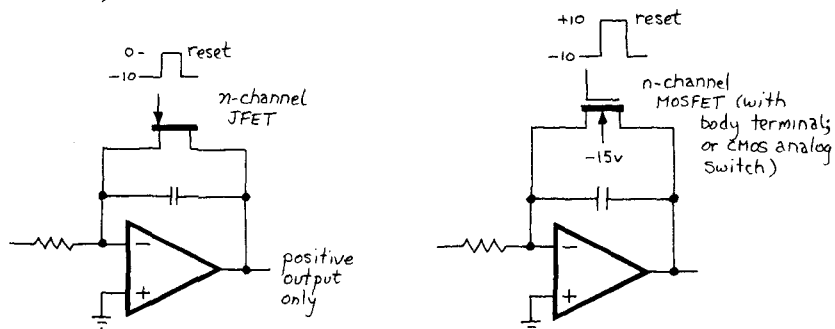 0-
reset
-10
n-channel
JFET
−
+
positive
output
only
+10
reset
-10
n-channel
MOSFET (with
body terminal;
or CMOS analog
switch)
-15v
−
+